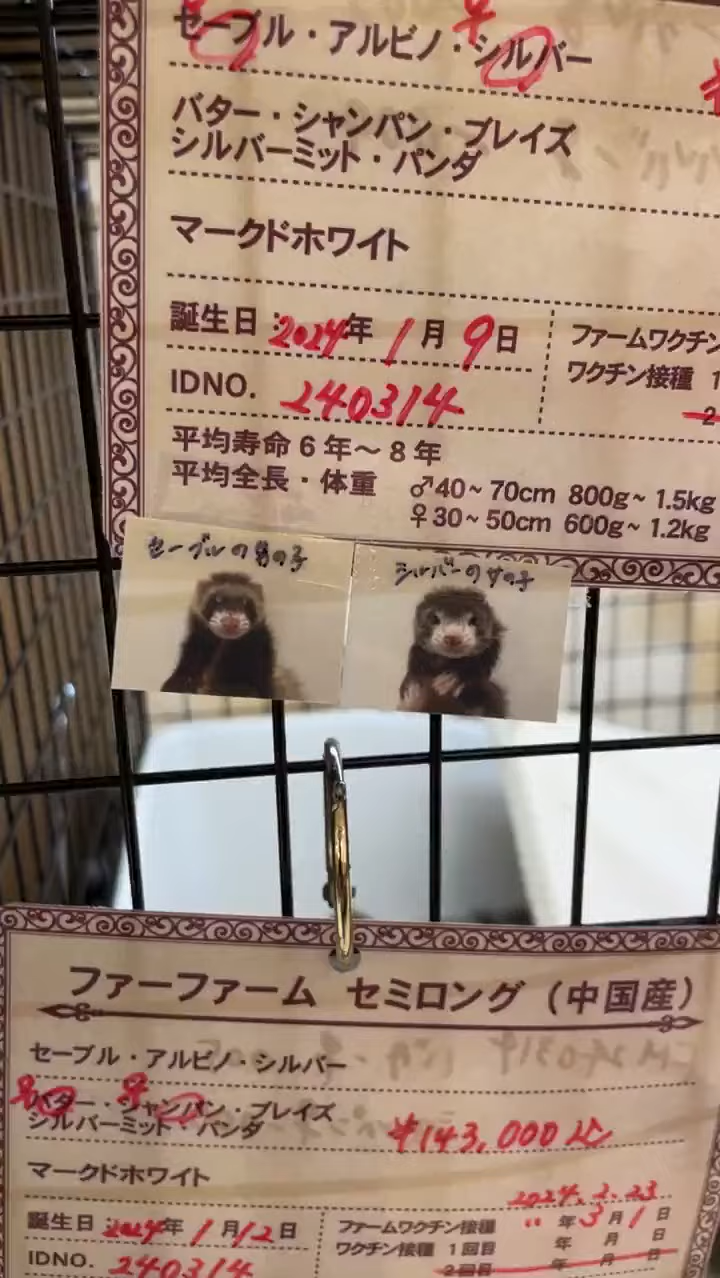 セーブル・アルビノ・シルバー
バター・シャンパン・ブレイズ
シルバーミット・パンダ
マークドホワイト
誕生日：2024年 1月 9日
ファームワクチン
IDNO. 240314
ワクチン接種 1
2
平均寿命 6 年〜 8 年
平均全長・体重 ♂40~70cm 800g~1.5kg
♀30~50cm 600g~1.2kg
セーブルの男の子
シルバーの女の子
ファーファーム セミロング（中国産）
セーブル・アルビノ・シルバー
バター・シャンパン・ブレイズ
シルバーミット・パンダ
¥143,000
マークドホワイト
2024.2.23
誕生日：2024年 1月12日
ファームワクチン接種 〃 年3月1日
ワクチン接種 1回目 年 月 日
IDNO. 240314
2回目 年 月 日